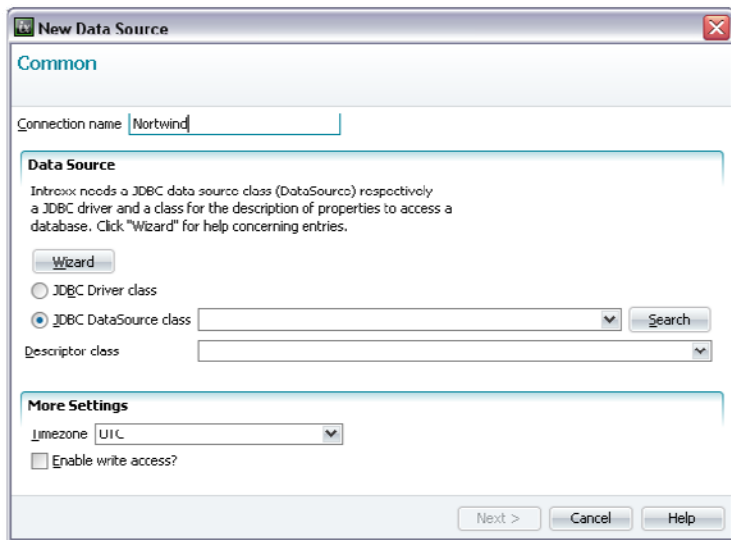 New Data Source
Common
Connection name Nortwind
Data Source
Intrexx needs a JDBC data source class (DataSource) respectively
a JDBC driver and a class for the description of properties to access a
database. Click "Wizard" for help concerning entries.
Wizard
JDBC Driver class
JDBC DataSource class Search
Descriptor class
More Settings
Timezone UTC
Enable write access?
Next > Cancel Help